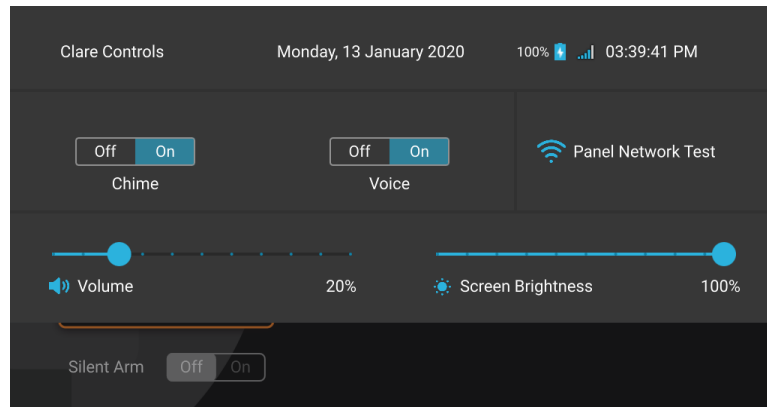 Clare Controls Monday, 13 January 2020 100% 03:39:41 PM
Off On Off On Panel Network Test
Chime Voice
Volume 20% Screen Brightness 100%
Silent Arm Off On